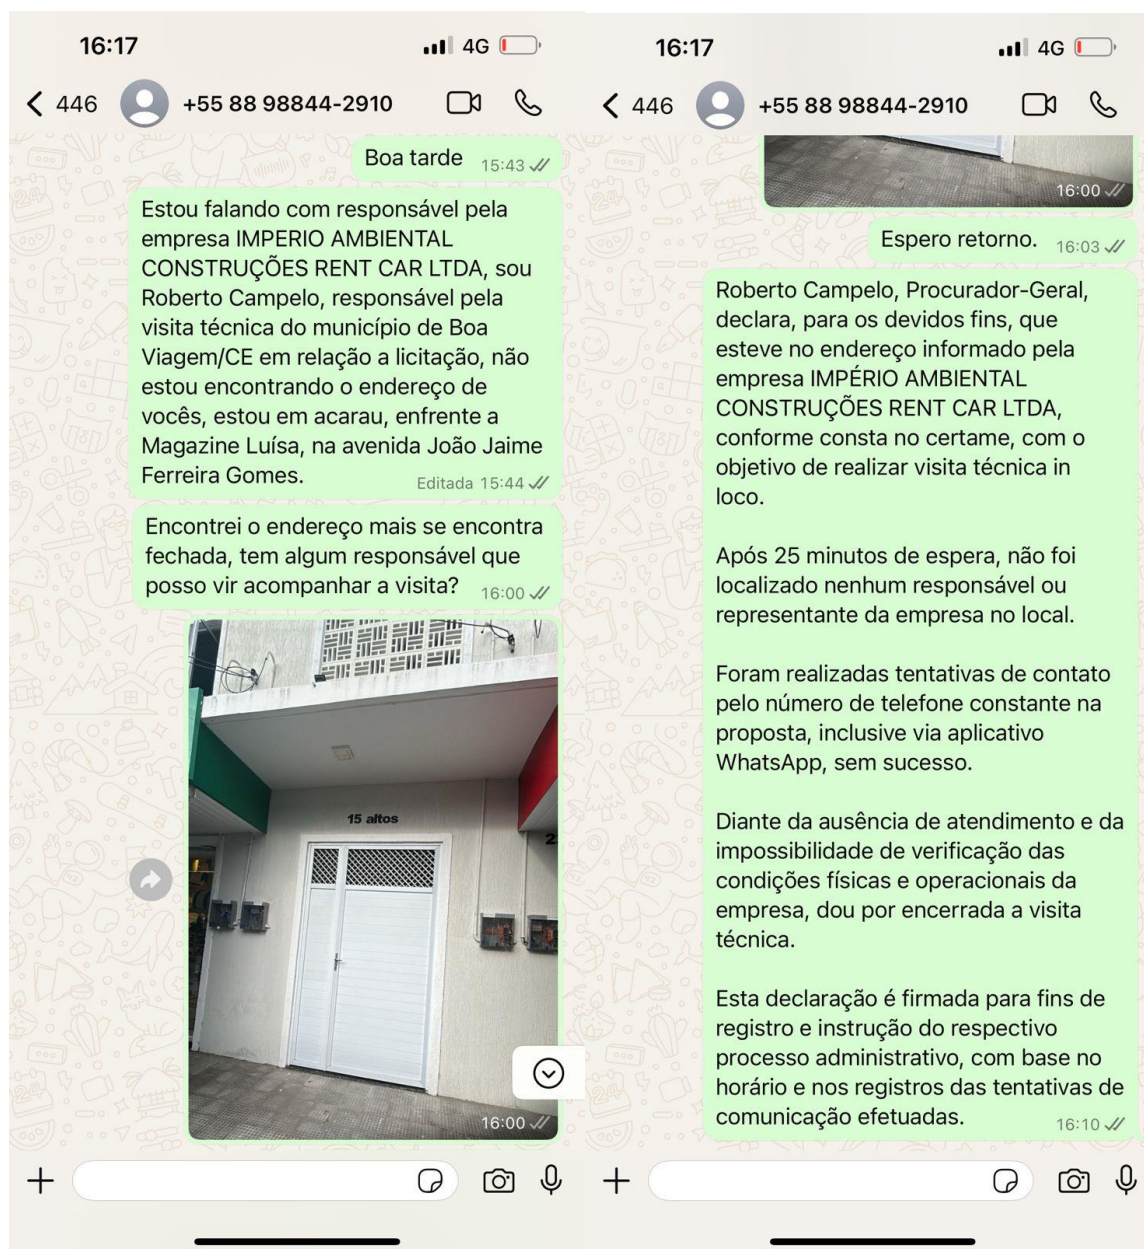 16:17
4G
446
+55 88 98844-2910
Boa tarde
15:43
Estou falando com responsável pela
empresa IMPERIO AMBIENTAL
CONSTRUÇÕES RENT CAR LTDA, sou
Roberto Campelo, responsável pela
visita técnica do município de Boa
Viagem/CE em relação a licitação, não
estou encontrando o endereço de
vocês, estou em acarau, enfrente a
Magazine Luísa, na avenida João Jaime
Ferreira Gomes.
Editada 15:44
Encontrei o endereço mais se encontra
fechada, tem algum responsável que
posso vir acompanhar a visita?
16:00
15 altos
2
16:00
16:17
4G
446
+55 88 98844-2910
16:00
Espero retorno.
16:03
Roberto Campelo, Procurador-Geral,
declara, para os devidos fins, que
esteve no endereço informado pela
empresa IMPÉRIO AMBIENTAL
CONSTRUÇÕES RENT CAR LTDA,
conforme consta no certame, com o
objetivo de realizar visita técnica in
loco.
Após 25 minutos de espera, não foi
localizado nenhum responsável ou
representante da empresa no local.
Foram realizadas tentativas de contato
pelo número de telefone constante na
proposta, inclusive via aplicativo
WhatsApp, sem sucesso.
Diante da ausência de atendimento e da
impossibilidade de verificação das
condições físicas e operacionais da
empresa, dou por encerrada a visita
técnica.
Esta declaração é firmada para fins de
registro e instrução do respectivo
processo administrativo, com base no
horário e nos registros das tentativas de
comunicação efetuadas.
16:10